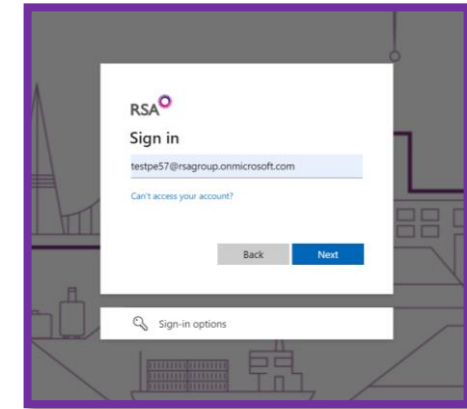 RSA
Sign in
testpe57@rsagroup.onmicrosoft.com
Can't access your account?
Back
Next
Sign-in options